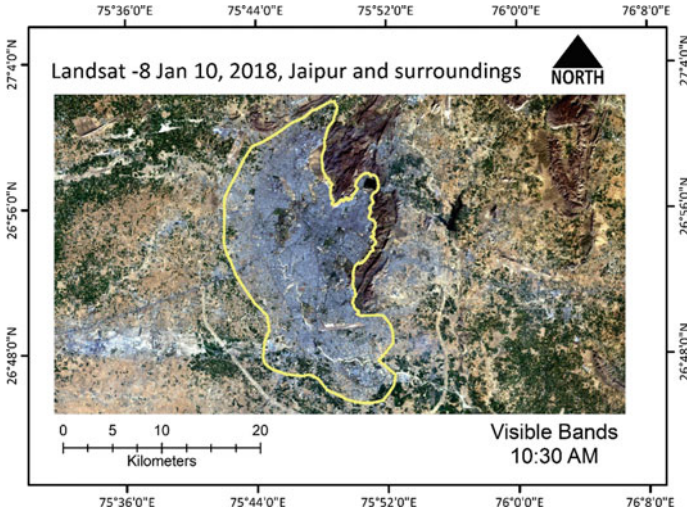 75°36'0"E 75°44'0"E 75°52'0"E 76°0'0"E 76°8'0"E
27°4'0"N
27°4'0"N
Landsat -8 Jan 10, 2018, Jaipur and surroundings
NORTH
26°56'0"N
26°56'0"N
26°48'0"N
26°48'0"N
0 5 10 20
Kilometers
Visible Bands
10:30 AM
75°36'0"E 75°44'0"E 75°52'0"E 76°0'0"E 76°8'0"E